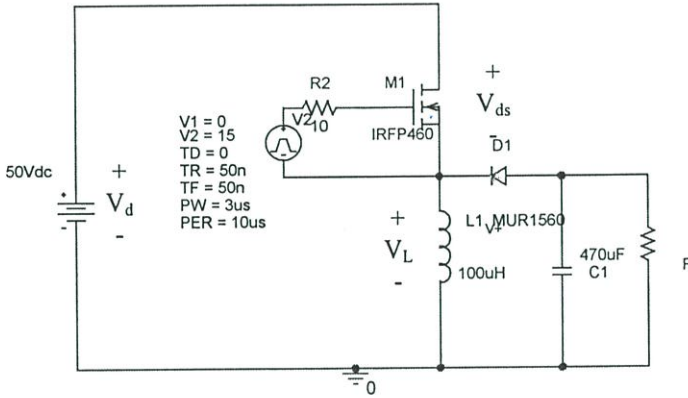 R2
M1
+
V1 = 0
V2 = 15
TD = 0
TR = 50n
TF = 50n
PW = 3us
PER = 10us
V2
10
IRFP460
Vds
-
D1
50Vdc
+
Vd
-
+
VL
-
L1
MUR1560
V+
100uH
470uF
C1
R
0